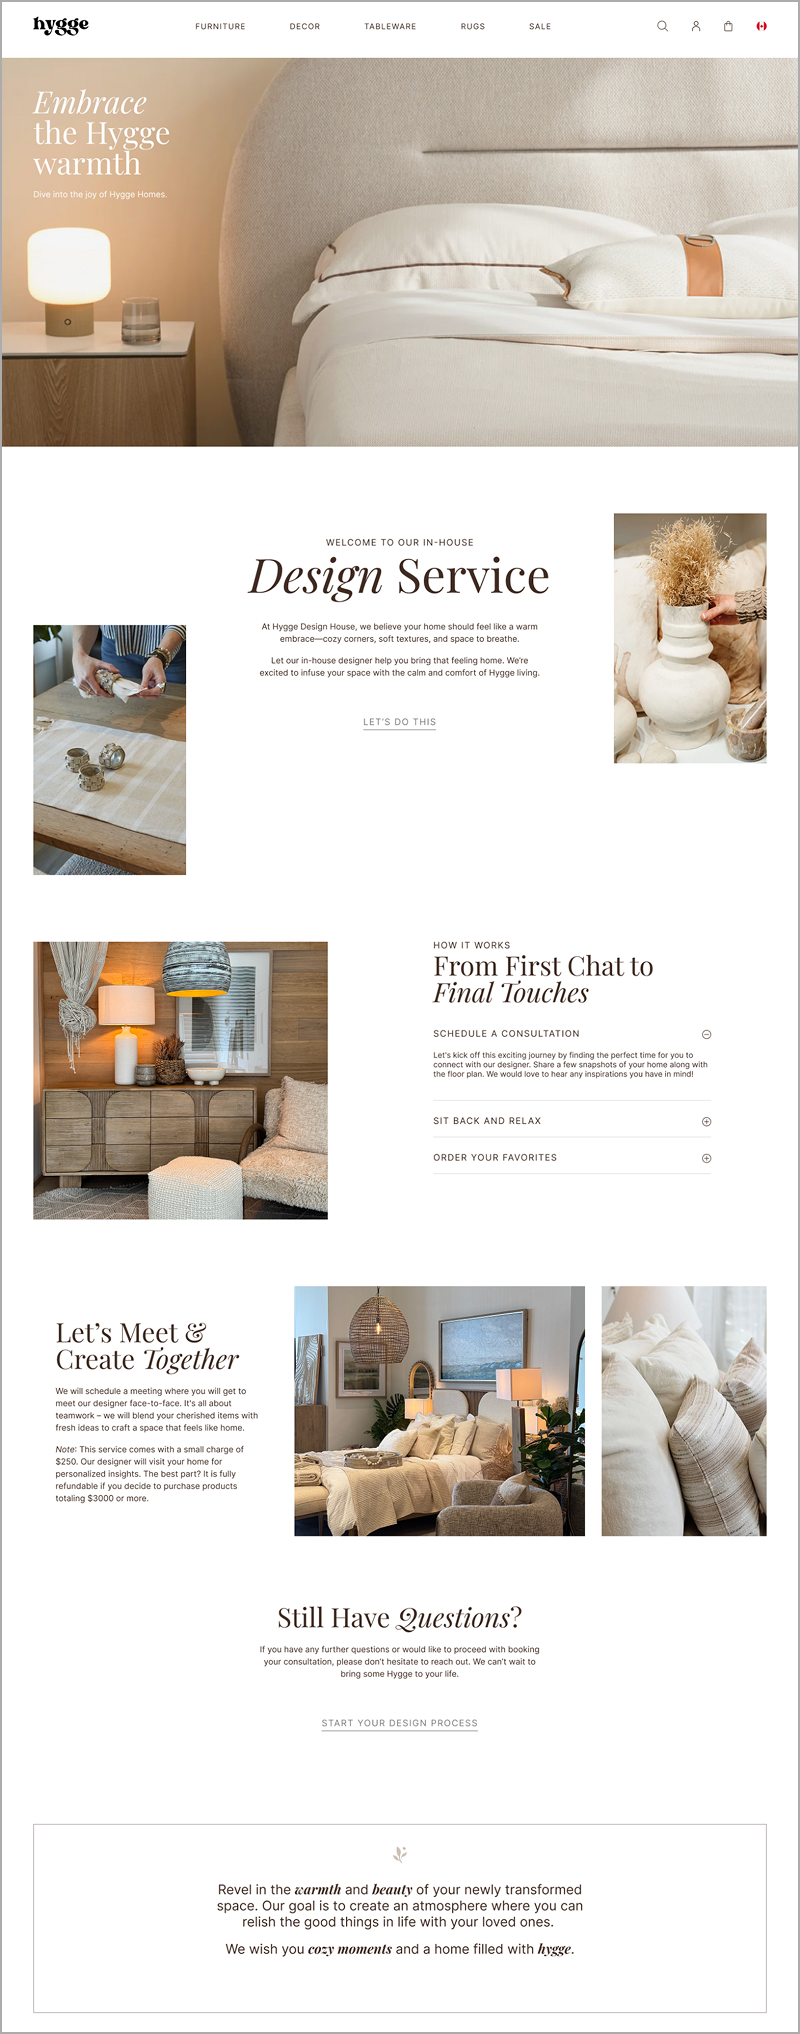 hygge
FURNITURE
DECOR
TABLEWARE
RUGS
SALE
Embrace
the Hygge
warmth
Dive into the joy of Hygge Homes.
WELCOME TO OUR IN-HOUSE
Design Service
At Hygge Design House, we believe your home should feel like a warm
embrace—cozy corners, soft textures, and space to breathe.
Let our in-house designer help you bring that feeling home. We're
excited to infuse your space with the calm and comfort of Hygge living.
LET'S DO THIS
HOW IT WORKS
From First Chat to
Final Touches
SCHEDULE A CONSULTATION
Let's kick off this exciting journey by finding the perfect time for you to
connect with our designer. Share a few snapshots of your home along with
the floor plan. We would love to hear any inspirations you have in mind!
SIT BACK AND RELAX
ORDER YOUR FAVORITES
Let's Meet &
Create Together
We will schedule a meeting where you will get to
meet our designer face-to-face. It's all about
teamwork – we will blend your cherished items with
fresh ideas to craft a space that feels like home.
Note: This service comes with a small charge of
$250. Our designer will visit your home for
personalized insights. The best part? It is fully
refundable if you decide to purchase products
totaling $3000 or more.
Still Have Questions?
If you have any further questions or would like to proceed with booking
your consultation, please don't hesitate to reach out. We can't wait to
bring some Hygge to your life.
START YOUR DESIGN PROCESS
Revel in the warmth and beauty of your newly transformed
space. Our goal is to create an atmosphere where you can
relish the good things in life with your loved ones.
We wish you cozy moments and a home filled with hygge.